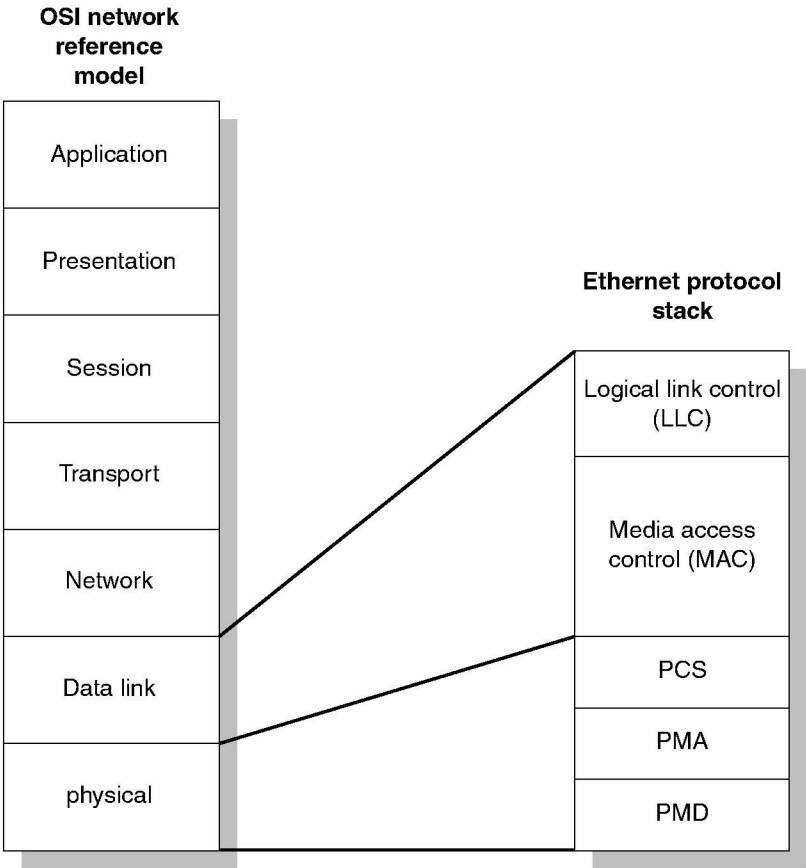 OSI network
reference
model
Application
Presentation
Session
Transport
Network
Data link
physical
Ethernet protocol
stack
Logical link control
(LLC)
Media access
control (MAC)
PCS
PMA
PMD